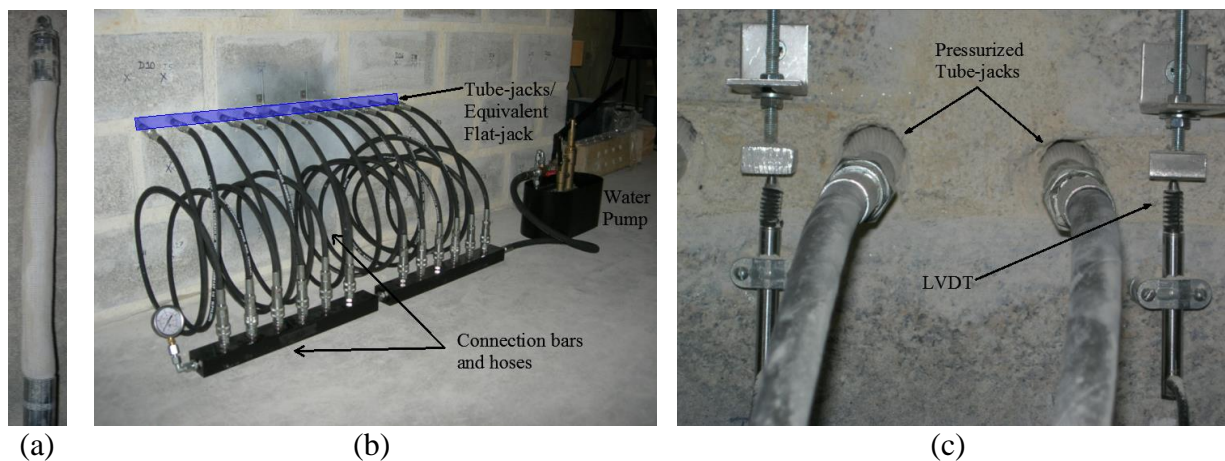 Tube-jacks/
Equivalent
Flat-jack
Water
Pump
Connection bars
and hoses
Pressurized
Tube-jacks
LVDT
(a)
(b)
(c)